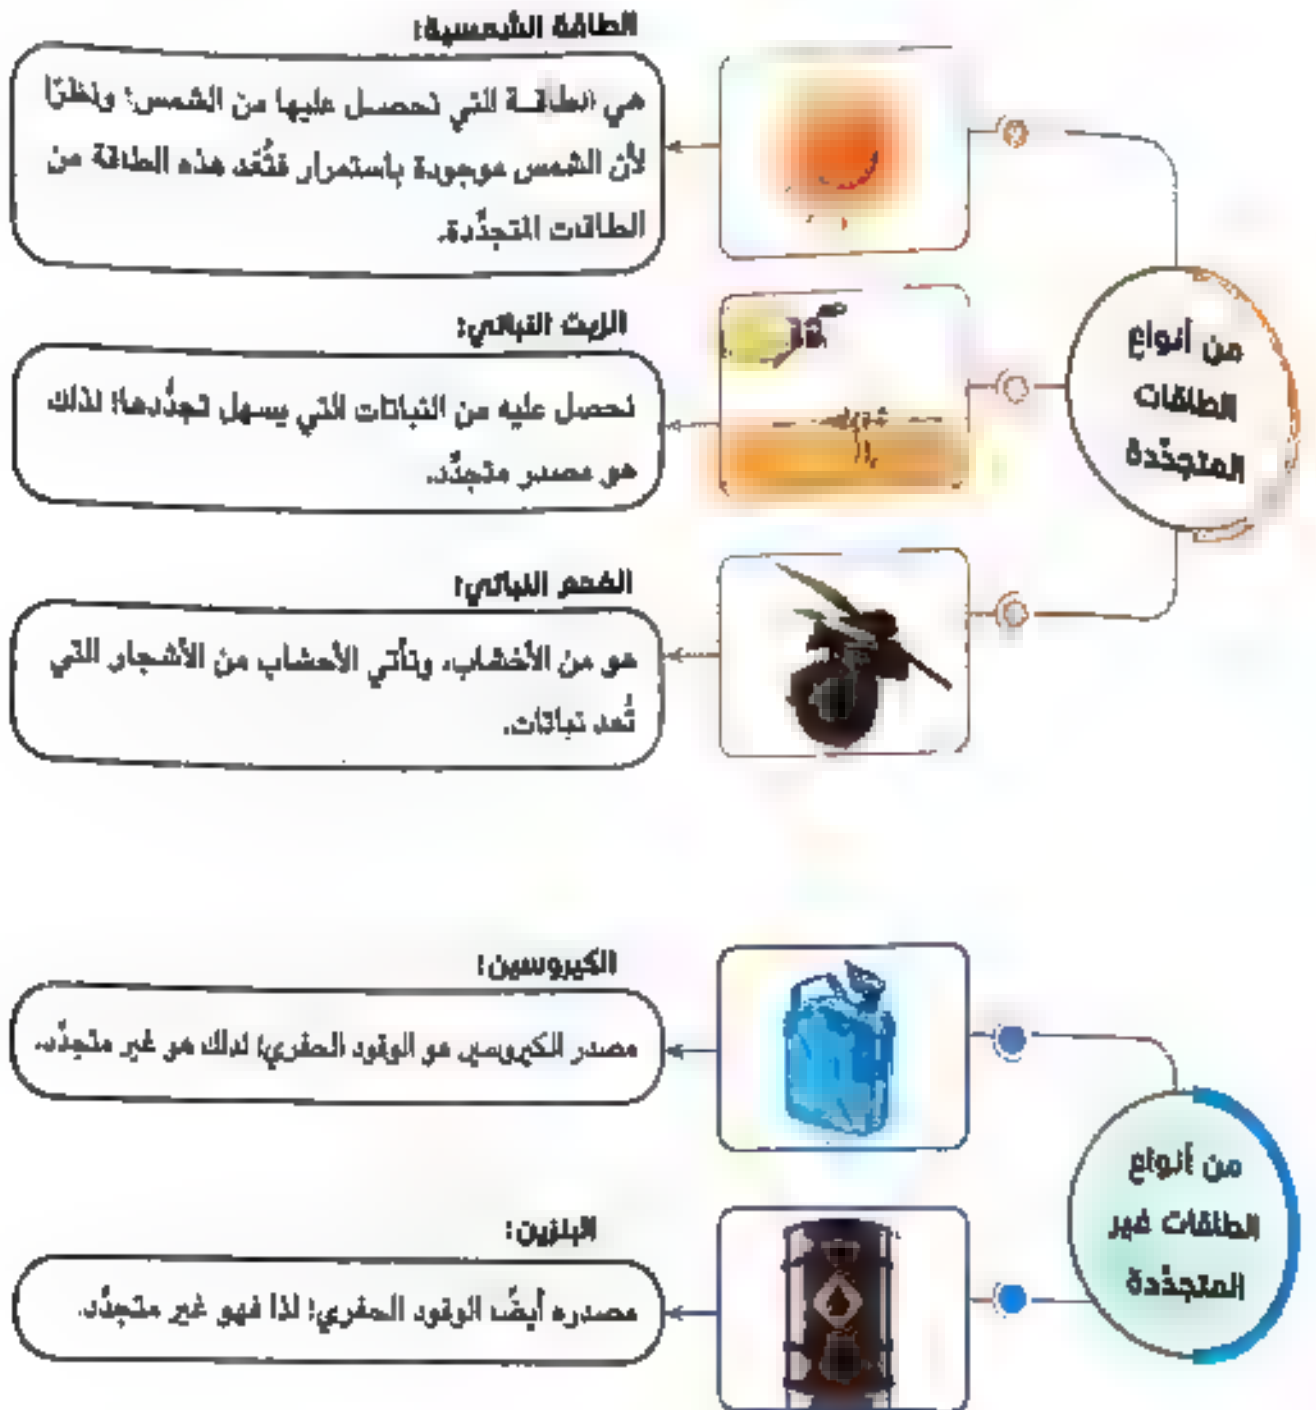 الطاقة الشمسية:
هي الطاقة التي نحصل عليها من الشمس؛ ونظرًا
لأن الشمس موجودة باستمرار فتُعَد هذه الطاقة من
الطاقات المتجدِّدة.
من أنواع
الطاقات
المتجدِّدة
الزيت النباتي:
نحصل عليه من النباتات التي يسهل تجدُّدها؛ لذلك
هو مصدر متجدِّد.
الفحم النباتي:
هو من الأخشاب، وتأتي الأخشاب من الأشجار التي
تُعد نباتات.
الكيروسين:
مصدر الكيروسين هو الوقود الحفري؛ لذلك هو غير متجدِّد.
من أنواع
الطاقات غير
المتجدِّدة
البنزين:
مصدره أيضًا الوقود الحفري؛ لذا فهو غير متجدِّد.